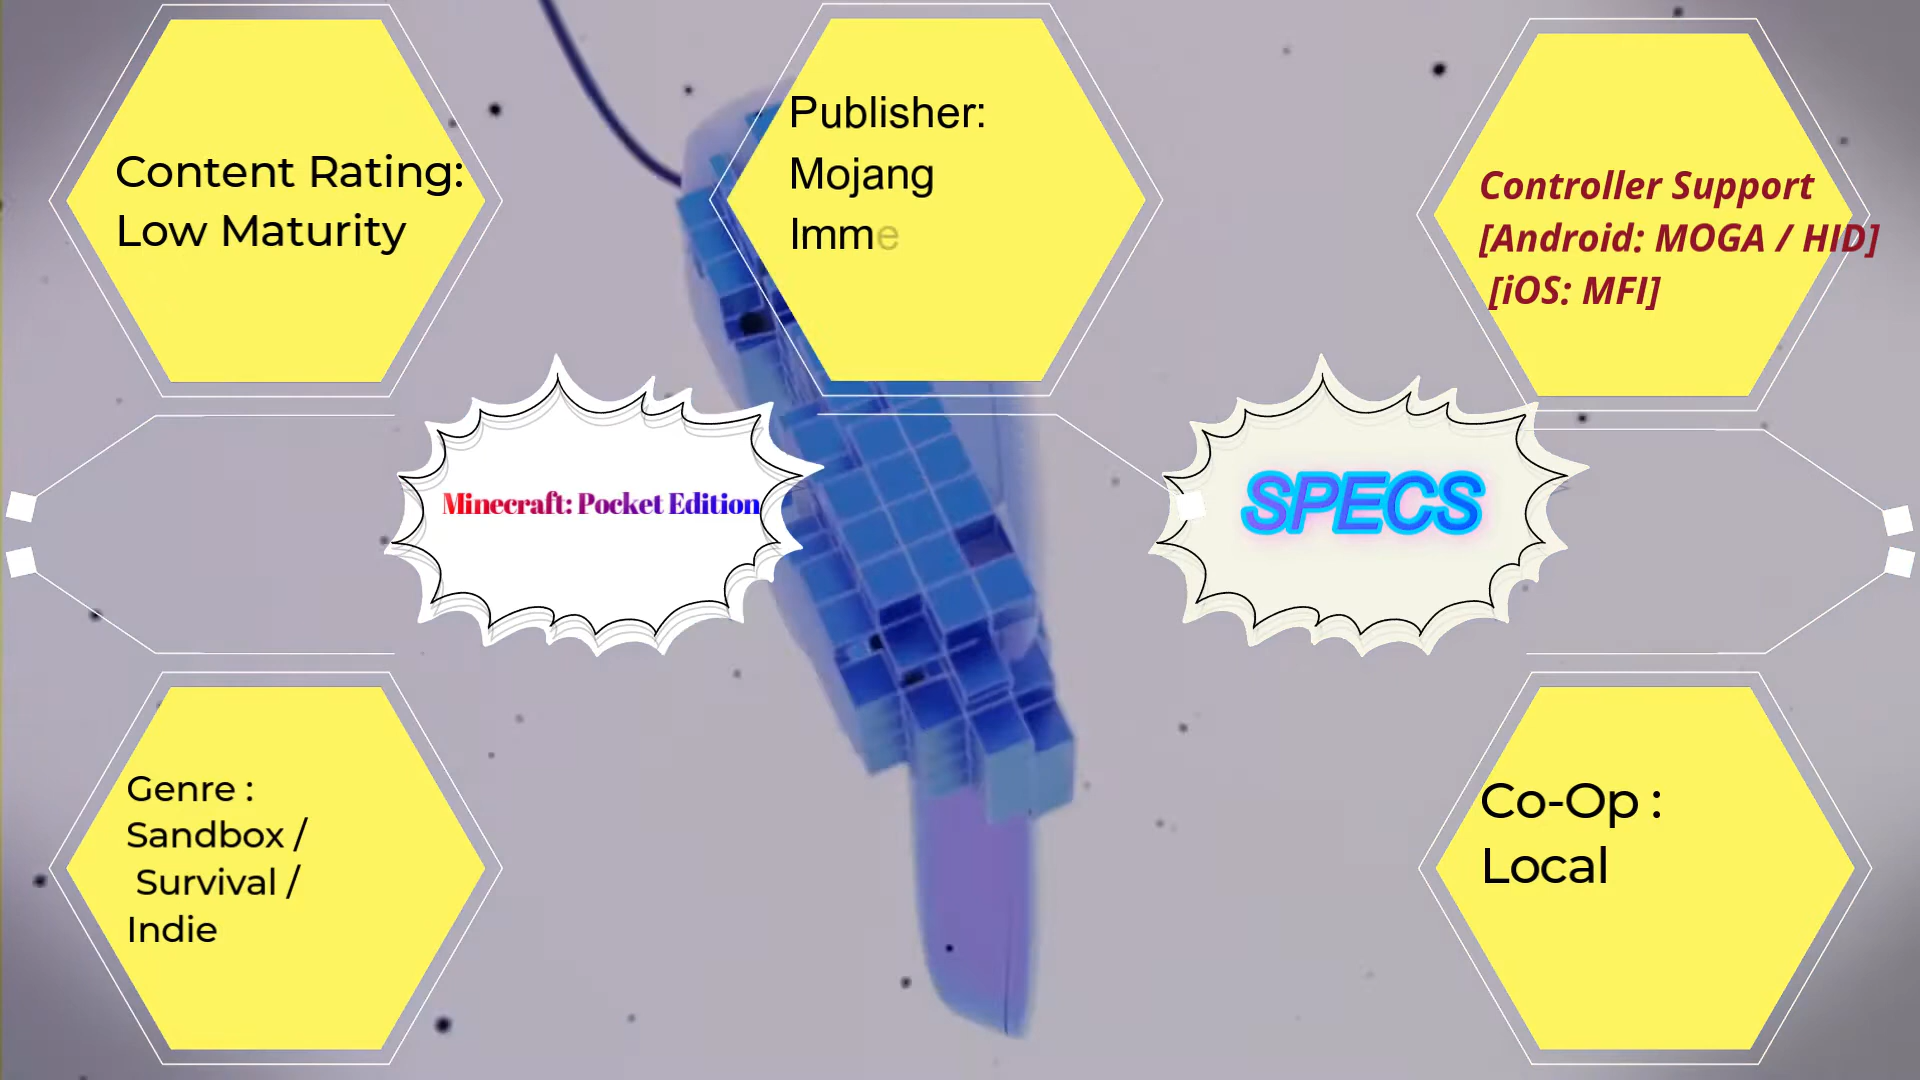 Content Rating:
Low Maturity
Publisher:
Mojang
Imme
Controller Support
[Android: MOGA / HID]
[iOS: MFI]
Minecraft: Pocket Edition
SPECS
Genre :
Sandbox /
Survival /
Indie
Co-Op :
Local